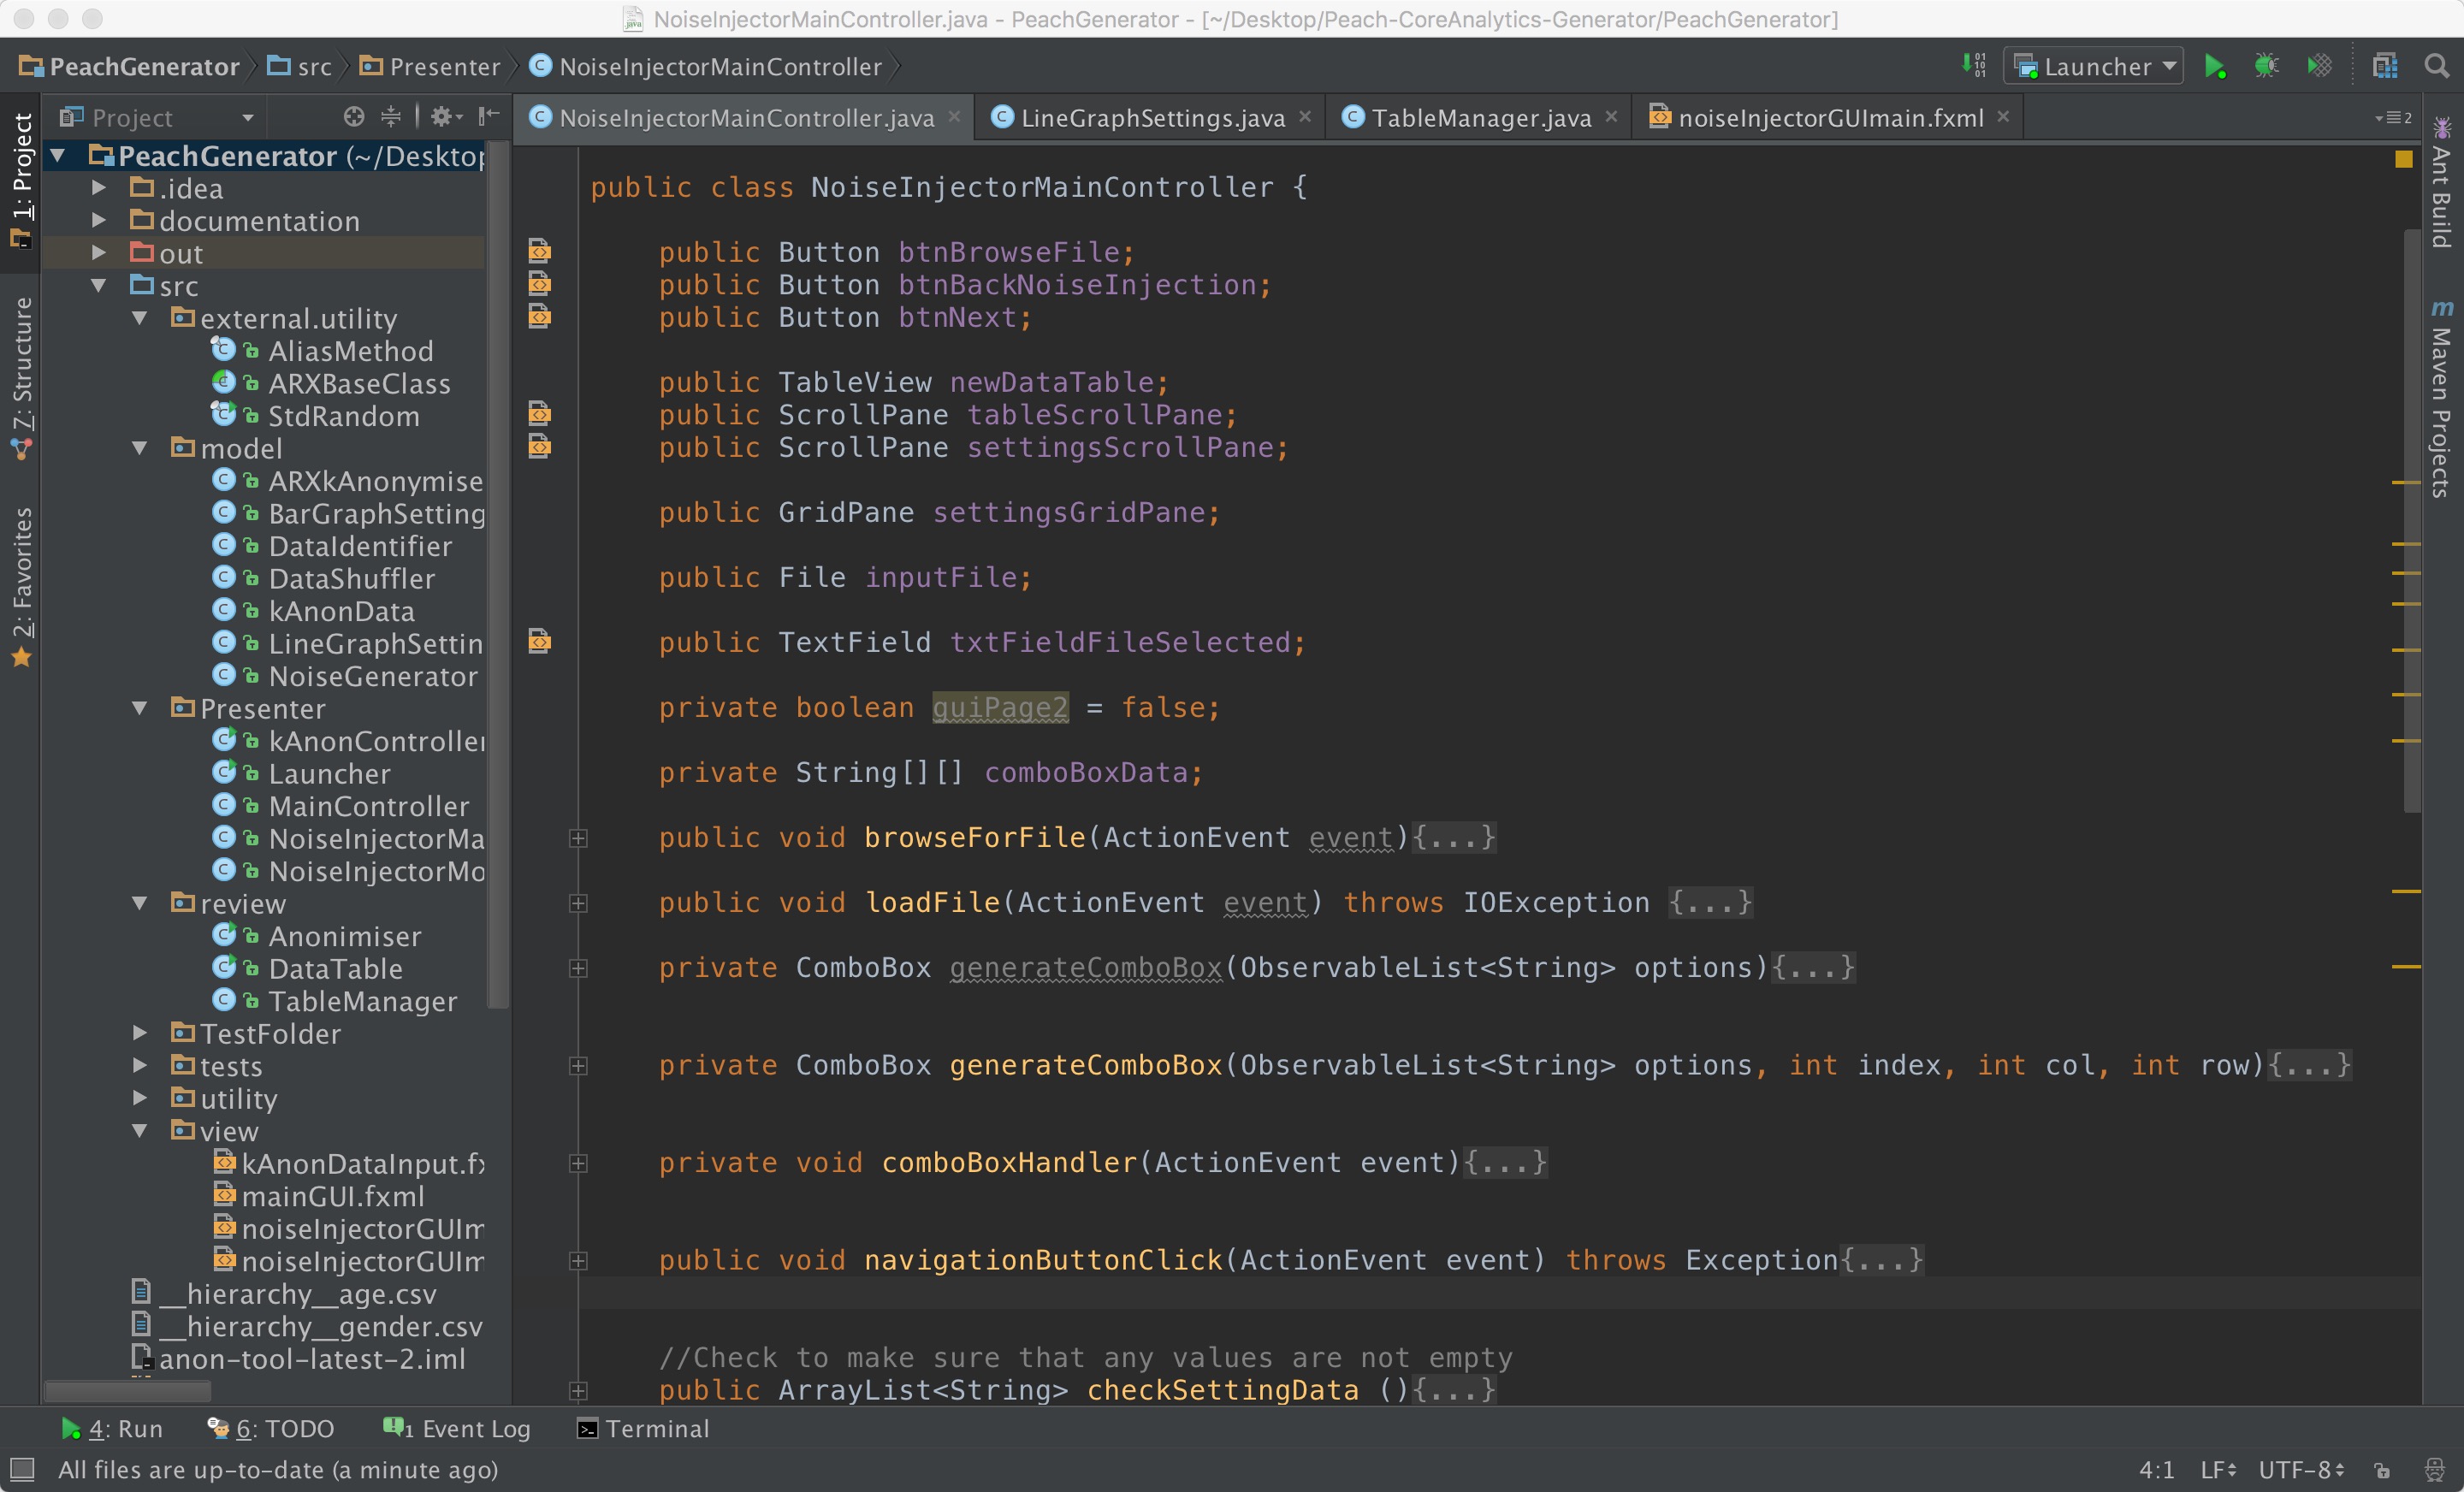 NoiseInjectorMainController.java - PeachGenerator - [~/Desktop/Peach-CoreAnalytics-Generator/PeachGenerator]
PeachGenerator src Presenter NoiseInjectorMainController Launcher
Project
NoiseInjectorMainController.java LineGraphSettings.java TableManager.java noiseInjectorGUImain.fxml 2
1: Project
7: Structure
2: Favorites
PeachGenerator (~/Desktop
.idea
documentation
out
src
external.utility
AliasMethod
ARXBaseClass
StdRandom
model
ARXkAnonymise
BarGraphSetting
DataIdentifier
DataShuffler
kAnonData
LineGraphSettin
NoiseGenerator
Presenter
kAnonController
Launcher
MainController
NoiseInjectorMa
NoiseInjectorMo
review
Anonimiser
DataTable
TableManager
TestFolder
tests
utility
view
kAnonDataInput.fx
mainGUI.fxml
noiseInjectorGUIm
noiseInjectorGUIm
__hierarchy__age.csv
__hierarchy__gender.csv
anon-tool-latest-2.iml
public class NoiseInjectorMainController {
public Button btnBrowseFile;
public Button btnBackNoiseInjection;
public Button btnNext;
public TableView newDataTable;
public ScrollPane tableScrollPane;
public ScrollPane settingsScrollPane;
public GridPane settingsGridPane;
public File inputFile;
public TextField txtFieldFileSelected;
private boolean guiPage2 = false;
private String[][] comboBoxData;
public void browseForFile(ActionEvent event){...}
public void loadFile(ActionEvent event) throws IOException {...}
private ComboBox generateComboBox(ObservableList<String> options){...}
private ComboBox generateComboBox(ObservableList<String> options, int index, int col, int row){...}
private void comboBoxHandler(ActionEvent event){...}
public void navigationButtonClick(ActionEvent event) throws Exception{...}
//Check to make sure that any values are not empty
public ArrayList<String> checkSettingData (){...}
Ant Build
Maven Projects
4: Run 6: TODO 1 Event Log Terminal
All files are up-to-date (a minute ago) 4:1 LF UTF-8